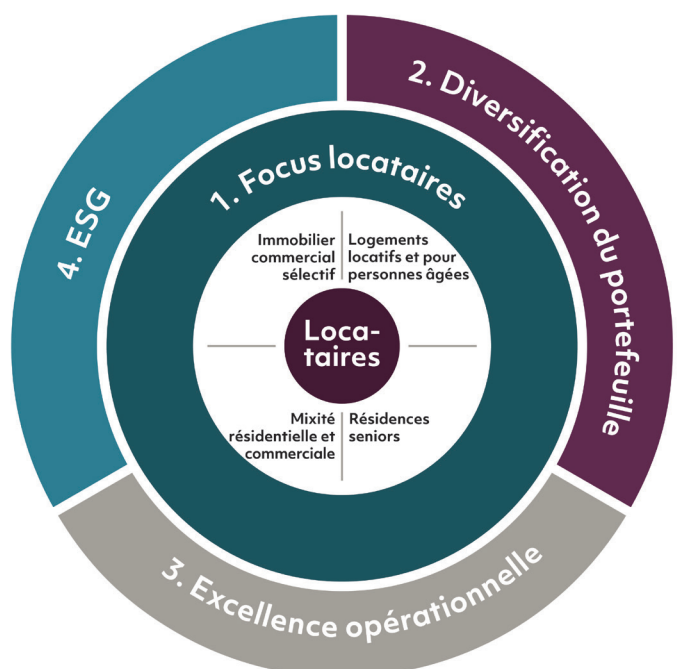 2. Diversification du portefeuille
4. ESG
1. Focus locataires
Immobilier
commercial
sélectif
Logements
locatifs et pour
personnes âgées
Loca-
taires
Mixité
résidentielle et
commerciale
Résidences
seniors
3. Excellence opérationnelle